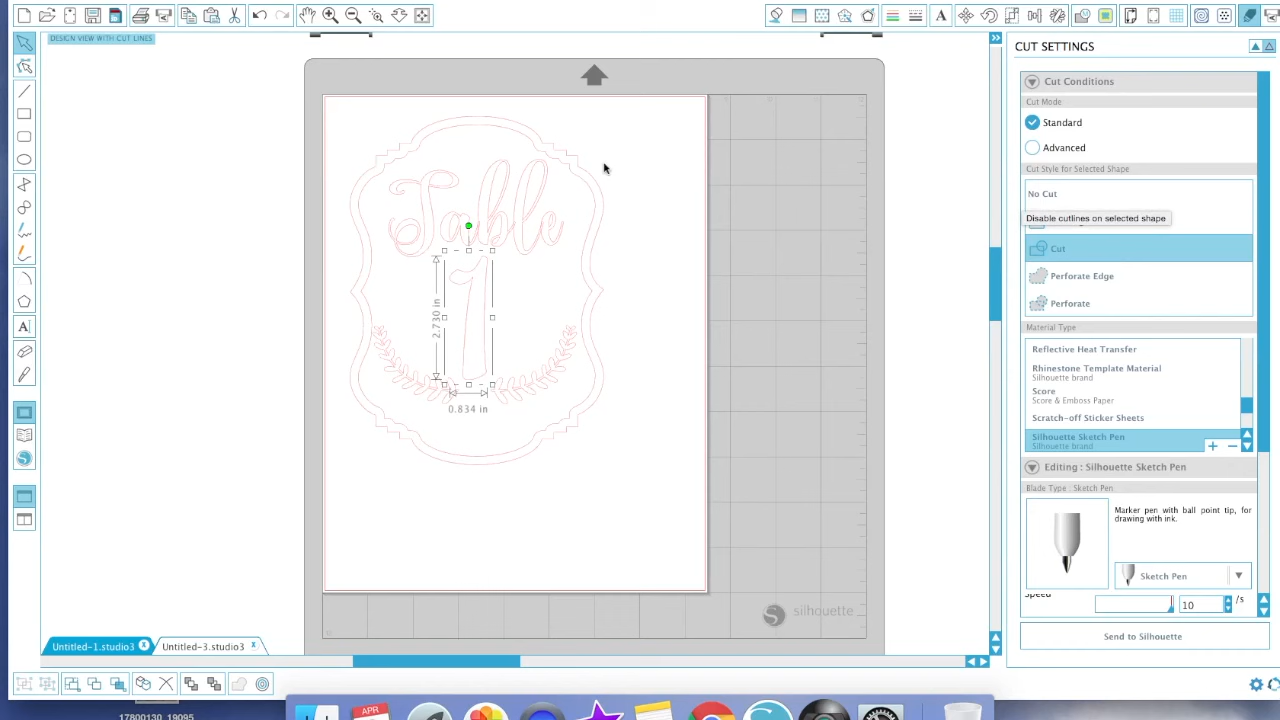 DESIGN VIEW WITH CUT LINES
CUT SETTINGS
Cut Conditions
Cut Mode
Standard
Advanced
Cut Style for Selected Shape
No Cut
Disable cutlines on selected shape
Cut
Perforate Edge
Perforate
Material Type
Reflective Heat Transfer
Rhinestone Template Material
Silhouette brand
Score
Score & Emboss Paper
Scratch-off Sticker Sheets
Silhouette Sketch Pen
Silhouette brand
Editing : Silhouette Sketch Pen
Blade Type : Sketch Pen
Marker pen with ball point tip, for
drawing with ink.
Sketch Pen
Speed
10 /s
Send to Silhouette
Table
1
2.730 in
0.834 in
silhouette
Untitled-1.studio3
Untitled-3.studio3
APR
17800130_19095